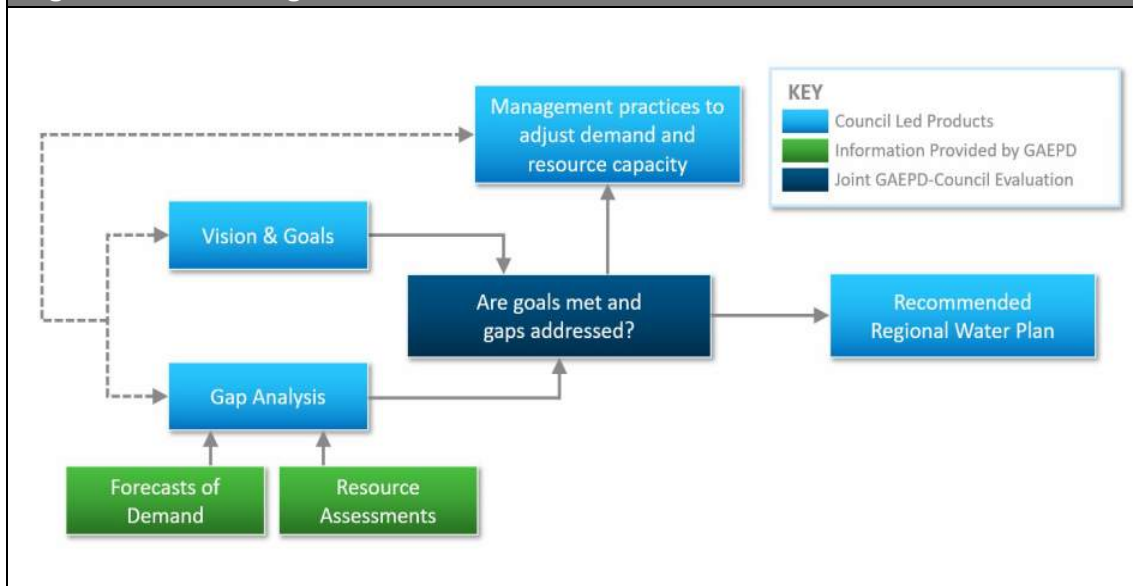 Management practices to
adjust demand and
resource capacity
KEY
Council Led Products
Information Provided by GAEPD
Joint GAEPD-Council Evaluation
Vision & Goals
Are goals met and
gaps addressed?
Recommended
Regional Water Plan
Gap Analysis
Forecasts of
Demand
Resource
Assessments